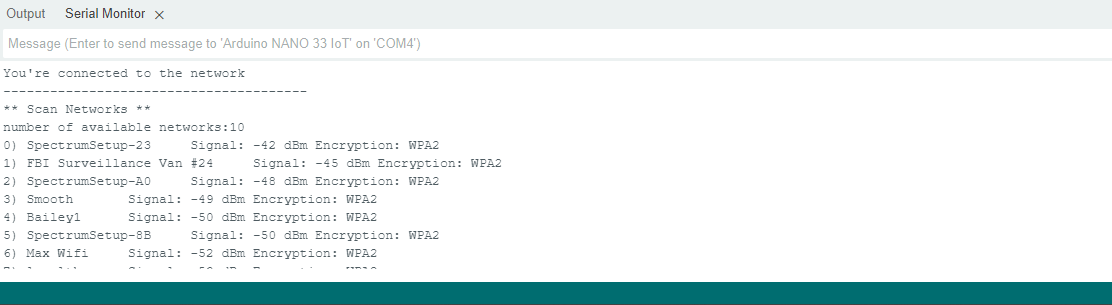 Output Serial Monitor ×
Message (Enter to send message to 'Arduino NANO 33 IoT' on 'COM4')
You're connected to the network
---------------------------------------
** Scan Networks **
number of available networks:10
0) SpectrumSetup-23 Signal: -42 dBm Encryption: WPA2
1) FBI Surveillance Van #24 Signal: -45 dBm Encryption: WPA2
2) SpectrumSetup-A0 Signal: -48 dBm Encryption: WPA2
3) Smooth Signal: -49 dBm Encryption: WPA2
4) Bailey1 Signal: -50 dBm Encryption: WPA2
5) SpectrumSetup-8B Signal: -50 dBm Encryption: WPA2
6) Max Wifi Signal: -52 dBm Encryption: WPA2